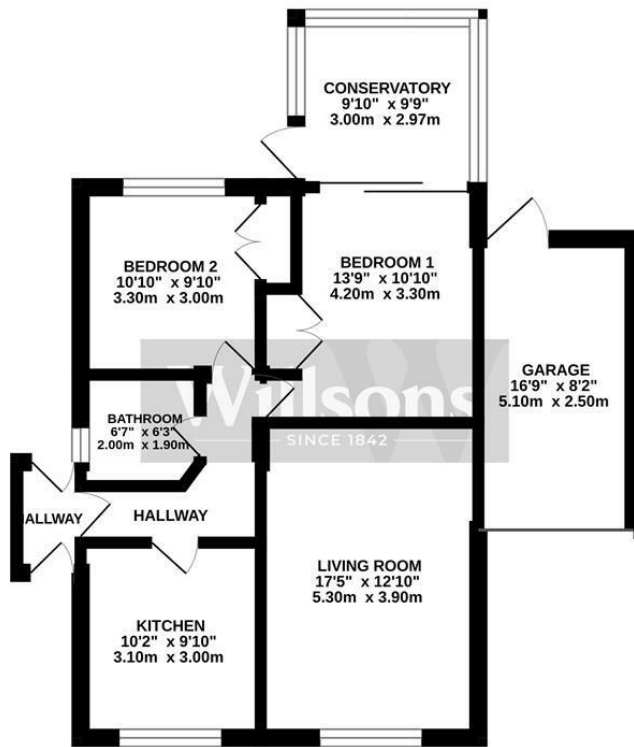 CONSERVATORY
9'10" x 9'9"
3.00m x 2.97m
BEDROOM 2
10'10" x 9'10"
3.30m x 3.00m
BEDROOM 1
13'9" x 10'10"
4.20m x 3.30m
GARAGE
16'9" x 8'2"
5.10m x 2.50m
Willsons
SINCE 1842
BATHROOM
6'7" x 6'3"
2.00m x 1.90m
HALLWAY
HALLWAY
LIVING ROOM
17'5" x 12'10"
5.30m x 3.90m
KITCHEN
10'2" x 9'10"
3.10m x 3.00m